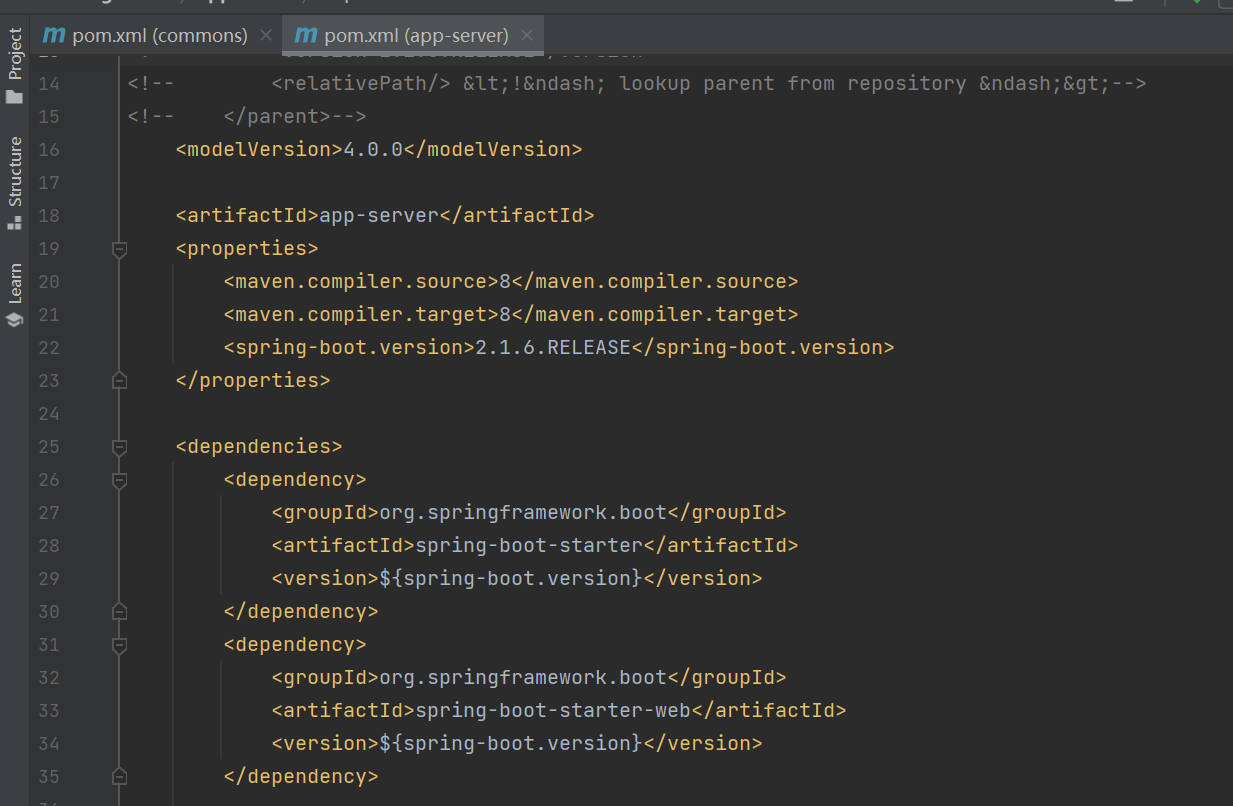 m pom.xml (commons) ×
m pom.xml (app-server) ×
Project
Structure
Learn
14 <!--        <relativePath/> &lt;!&ndash; lookup parent from repository &ndash;&gt;-->
15 <!--    </parent>-->
16     <modelVersion>4.0.0</modelVersion>
17
18     <artifactId>app-server</artifactId>
19     <properties>
20         <maven.compiler.source>8</maven.compiler.source>
21         <maven.compiler.target>8</maven.compiler.target>
22         <spring-boot.version>2.1.6.RELEASE</spring-boot.version>
23     </properties>
24
25     <dependencies>
26         <dependency>
27             <groupId>org.springframework.boot</groupId>
28             <artifactId>spring-boot-starter</artifactId>
29             <version>${spring-boot.version}</version>
30         </dependency>
31         <dependency>
32             <groupId>org.springframework.boot</groupId>
33             <artifactId>spring-boot-starter-web</artifactId>
34             <version>${spring-boot.version}</version>
35         </dependency>